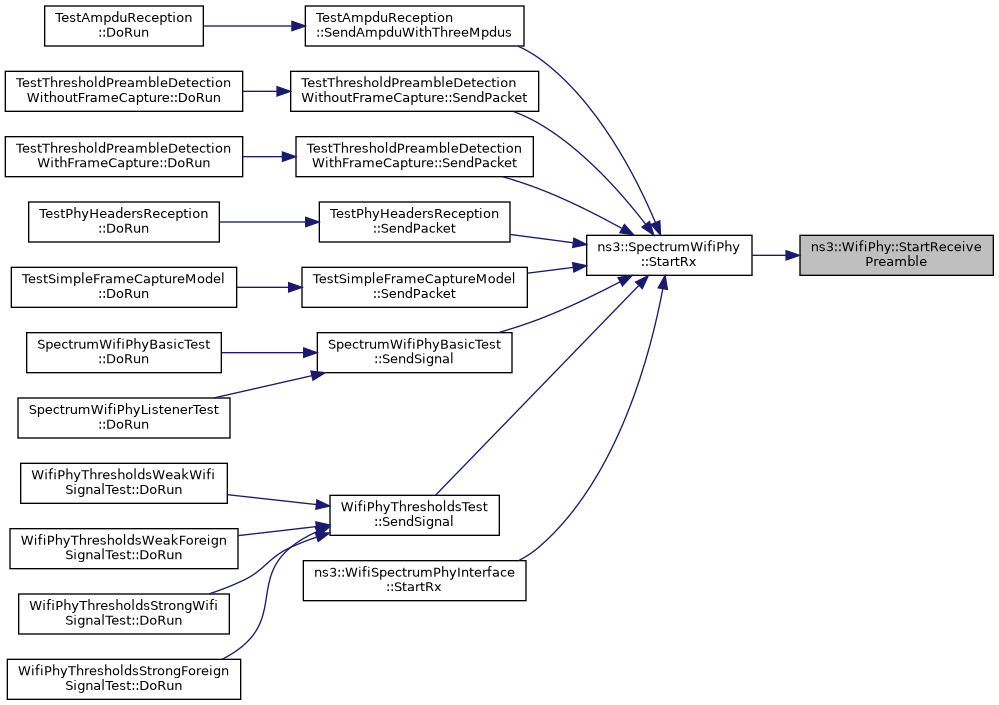 TestAmpduReception
::DoRun
TestAmpduReception
::SendAmpduWithThreeMpdus
TestThresholdPreambleDetection
WithoutFrameCapture::DoRun
TestThresholdPreambleDetection
WithoutFrameCapture::SendPacket
TestThresholdPreambleDetection
WithFrameCapture::DoRun
TestThresholdPreambleDetection
WithFrameCapture::SendPacket
TestPhyHeadersReception
::DoRun
TestPhyHeadersReception
::SendPacket
ns3::SpectrumWifiPhy
::StartRx
ns3::WifiPhy::StartReceive
Preamble
TestSimpleFrameCaptureModel
::DoRun
TestSimpleFrameCaptureModel
::SendPacket
SpectrumWifiPhyBasicTest
::DoRun
SpectrumWifiPhyBasicTest
::SendSignal
SpectrumWifiPhyListenerTest
::DoRun
WifiPhyThresholdsWeakWifi
SignalTest::DoRun
WifiPhyThresholdsTest
::SendSignal
WifiPhyThresholdsWeakForeign
SignalTest::DoRun
ns3::WifiSpectrumPhyInterface
::StartRx
WifiPhyThresholdsStrongWifi
SignalTest::DoRun
WifiPhyThresholdsStrongForeign
SignalTest::DoRun